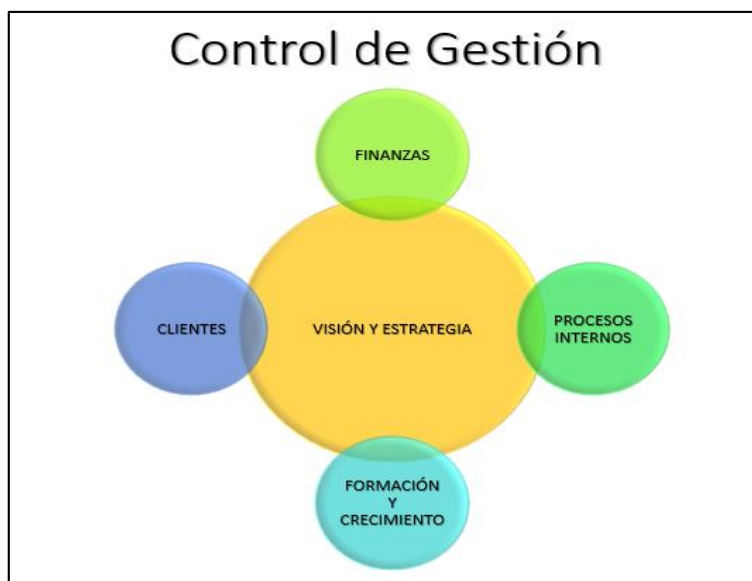 Control de Gestión
FINANZAS
CLIENTES
VISIÓN Y ESTRATEGIA
PROCESOS
INTERNOS
FORMACIÓN
Y
CRECIMIENTO